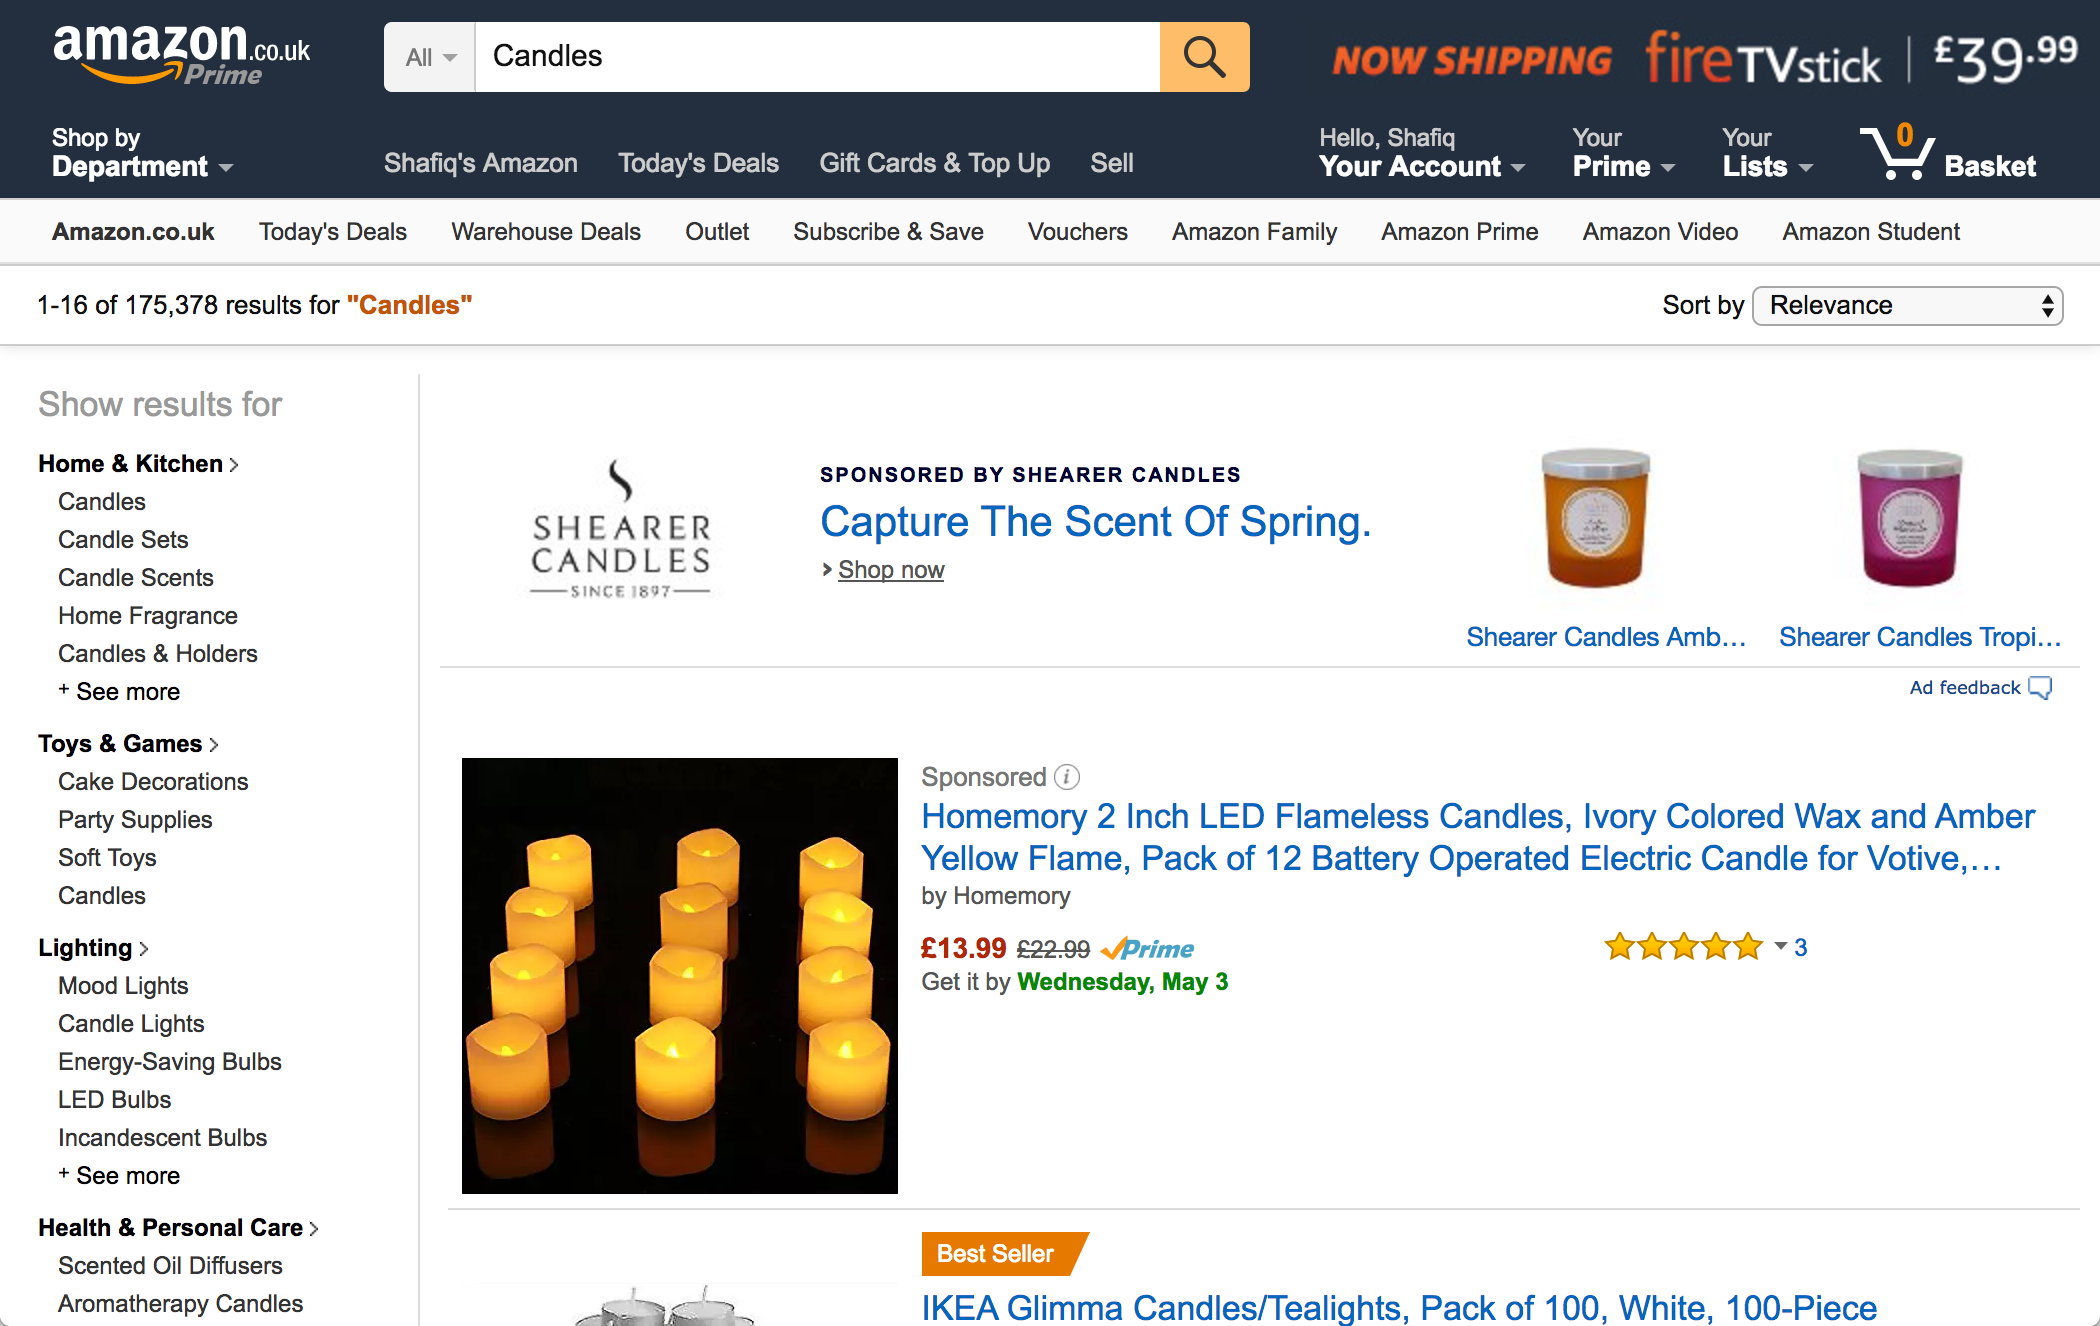 amazon.co.uk
Prime
All
Candles
NOW SHIPPING fireTVstick | £39.99
Shop by
Department
Shafiq's Amazon
Today's Deals
Gift Cards & Top Up
Sell
Hello, Shafiq
Your Account
Your
Prime
Your
Lists
0
Basket
Amazon.co.uk
Today's Deals
Warehouse Deals
Outlet
Subscribe & Save
Vouchers
Amazon Family
Amazon Prime
Amazon Video
Amazon Student
1-16 of 175,378 results for "Candles"
Sort by Relevance
Show results for
Home & Kitchen
Candles
Candle Sets
Candle Scents
Home Fragrance
Candles & Holders
+ See more
Toys & Games
Cake Decorations
Party Supplies
Soft Toys
Candles
Lighting
Mood Lights
Candle Lights
Energy-Saving Bulbs
LED Bulbs
Incandescent Bulbs
+ See more
Health & Personal Care
Scented Oil Diffusers
Aromatherapy Candles
SHEARER
CANDLES
SINCE 1897
SPONSORED BY SHEARER CANDLES
Capture The Scent Of Spring.
Shop now
Shearer Candles Amb...
Shearer Candles Tropi...
Ad feedback
Sponsored i
Homemory 2 Inch LED Flameless Candles, Ivory Colored Wax and Amber
Yellow Flame, Pack of 12 Battery Operated Electric Candle for Votive,...
by Homemory
£13.99 £22.99 Prime
3
Get it by Wednesday, May 3
Best Seller
IKEA Glimma Candles/Tealights, Pack of 100, White, 100-Piece